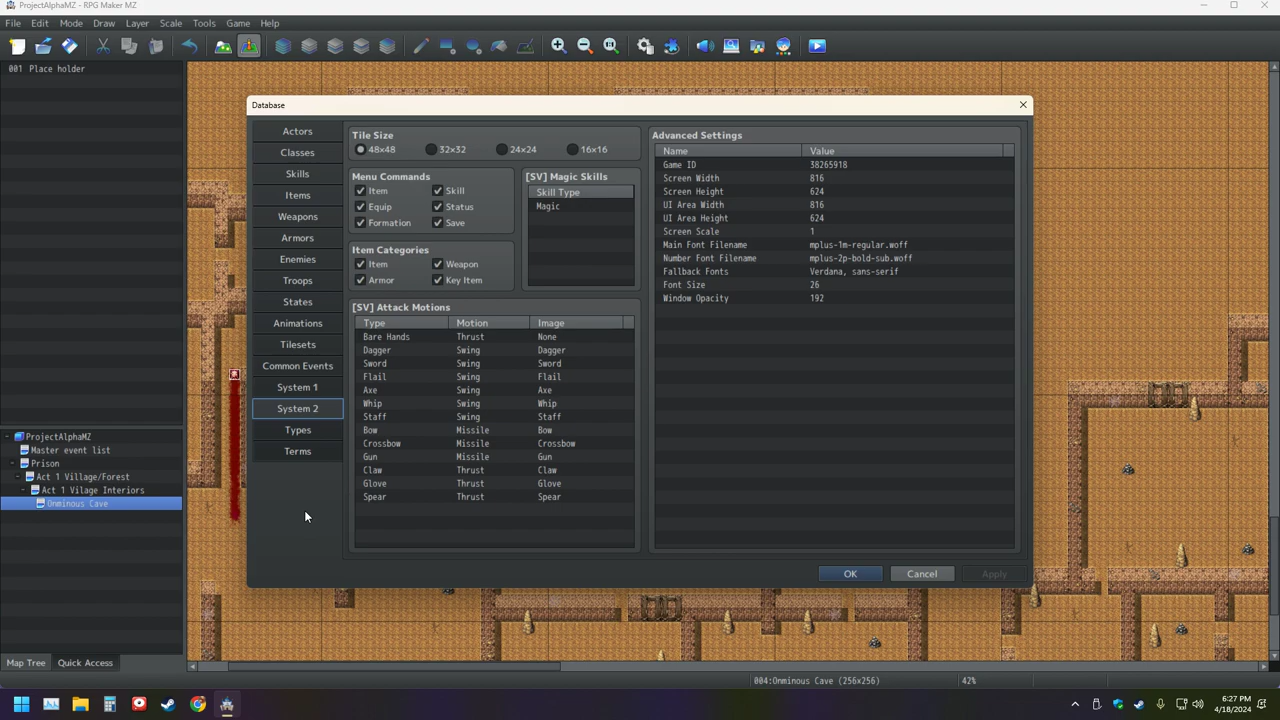 ProjectAlphaMZ - RPG Maker MZ
File Edit Mode Draw Layer Scale Tools Game Help
001 Place holder
Database
Actors
Classes
Skills
Items
Weapons
Armors
Enemies
Troops
States
Animations
Tilesets
Common Events
System 1
System 2
Types
Terms
Tile Size
48×48 32×32 24×24 16×16
Menu Commands
Item Skill
Equip Status
Formation Save
[SV] Magic Skills
Skill Type
Magic
Item Categories
Item Weapon
Armor Key Item
[SV] Attack Motions
Type Motion Image
Bare Hands Thrust None
Dagger Swing Dagger
Sword Swing Sword
Flail Swing Flail
Axe Swing Axe
Whip Swing Whip
Staff Swing Staff
Bow Missile Bow
Crossbow Missile Crossbow
Gun Missile Gun
Claw Thrust Claw
Glove Thrust Glove
Spear Thrust Spear
Advanced Settings
Name Value
Game ID 38265918
Screen Width 816
Screen Height 624
UI Area Width 816
UI Area Height 624
Screen Scale 1
Main Font Filename mplus-1m-regular.woff
Number Font Filename mplus-2p-bold-sub.woff
Fallback Fonts Verdana, sans-serif
Font Size 26
Window Opacity 192
OK Cancel Apply
ProjectAlphaMZ
Master event list
Prison
Act 1 Village/Forest
Act 1 Vilage Interiors
Onminous Cave
Map Tree Quick Access
004:Onminous Cave (256x256) 42%
6:27 PM
4/18/2024